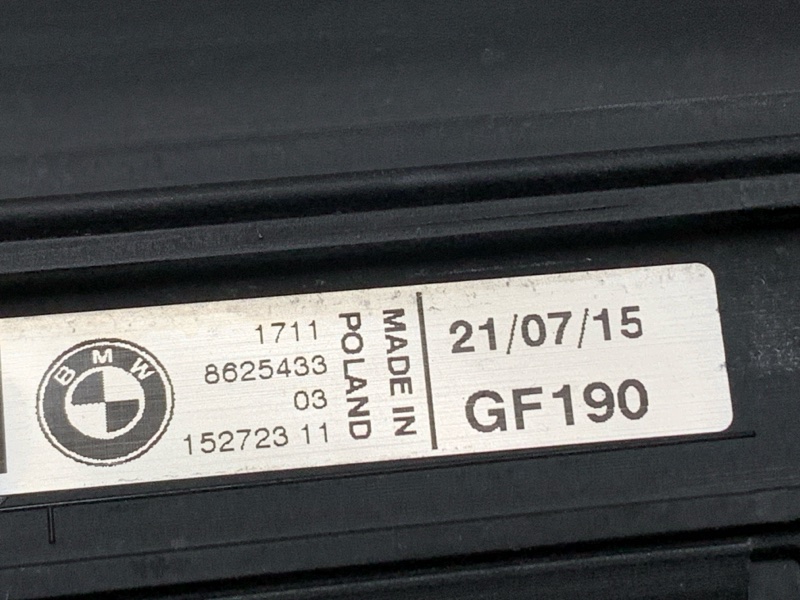 BMW
1711
8625433
03
152723 11
MADE IN
POLAND
21/07/15
GF190